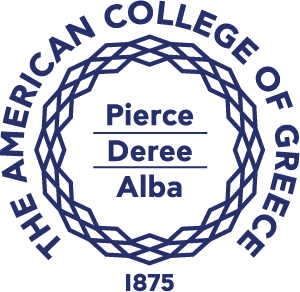 THE AMERICAN COLLEGE OF GREECE
Pierce
Deree
Alba
1875